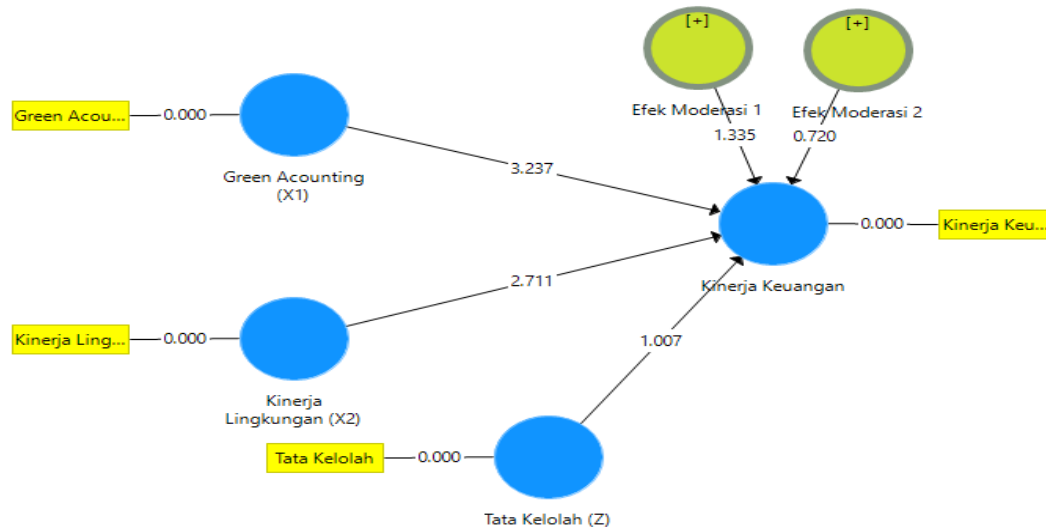 [+]
[+]
Efek Moderasi 1
Efek Moderasi 2
1.335
0.720
Green Acou...
0.000
Green Acounting
(X1)
3.237
0.000
Kinerja Keu...
Kinerja Keuangan
2.711
Kinerja Ling...
0.000
Kinerja
Lingkungan (X2)
1.007
Tata Kelolah
0.000
Tata Kelolah (Z)